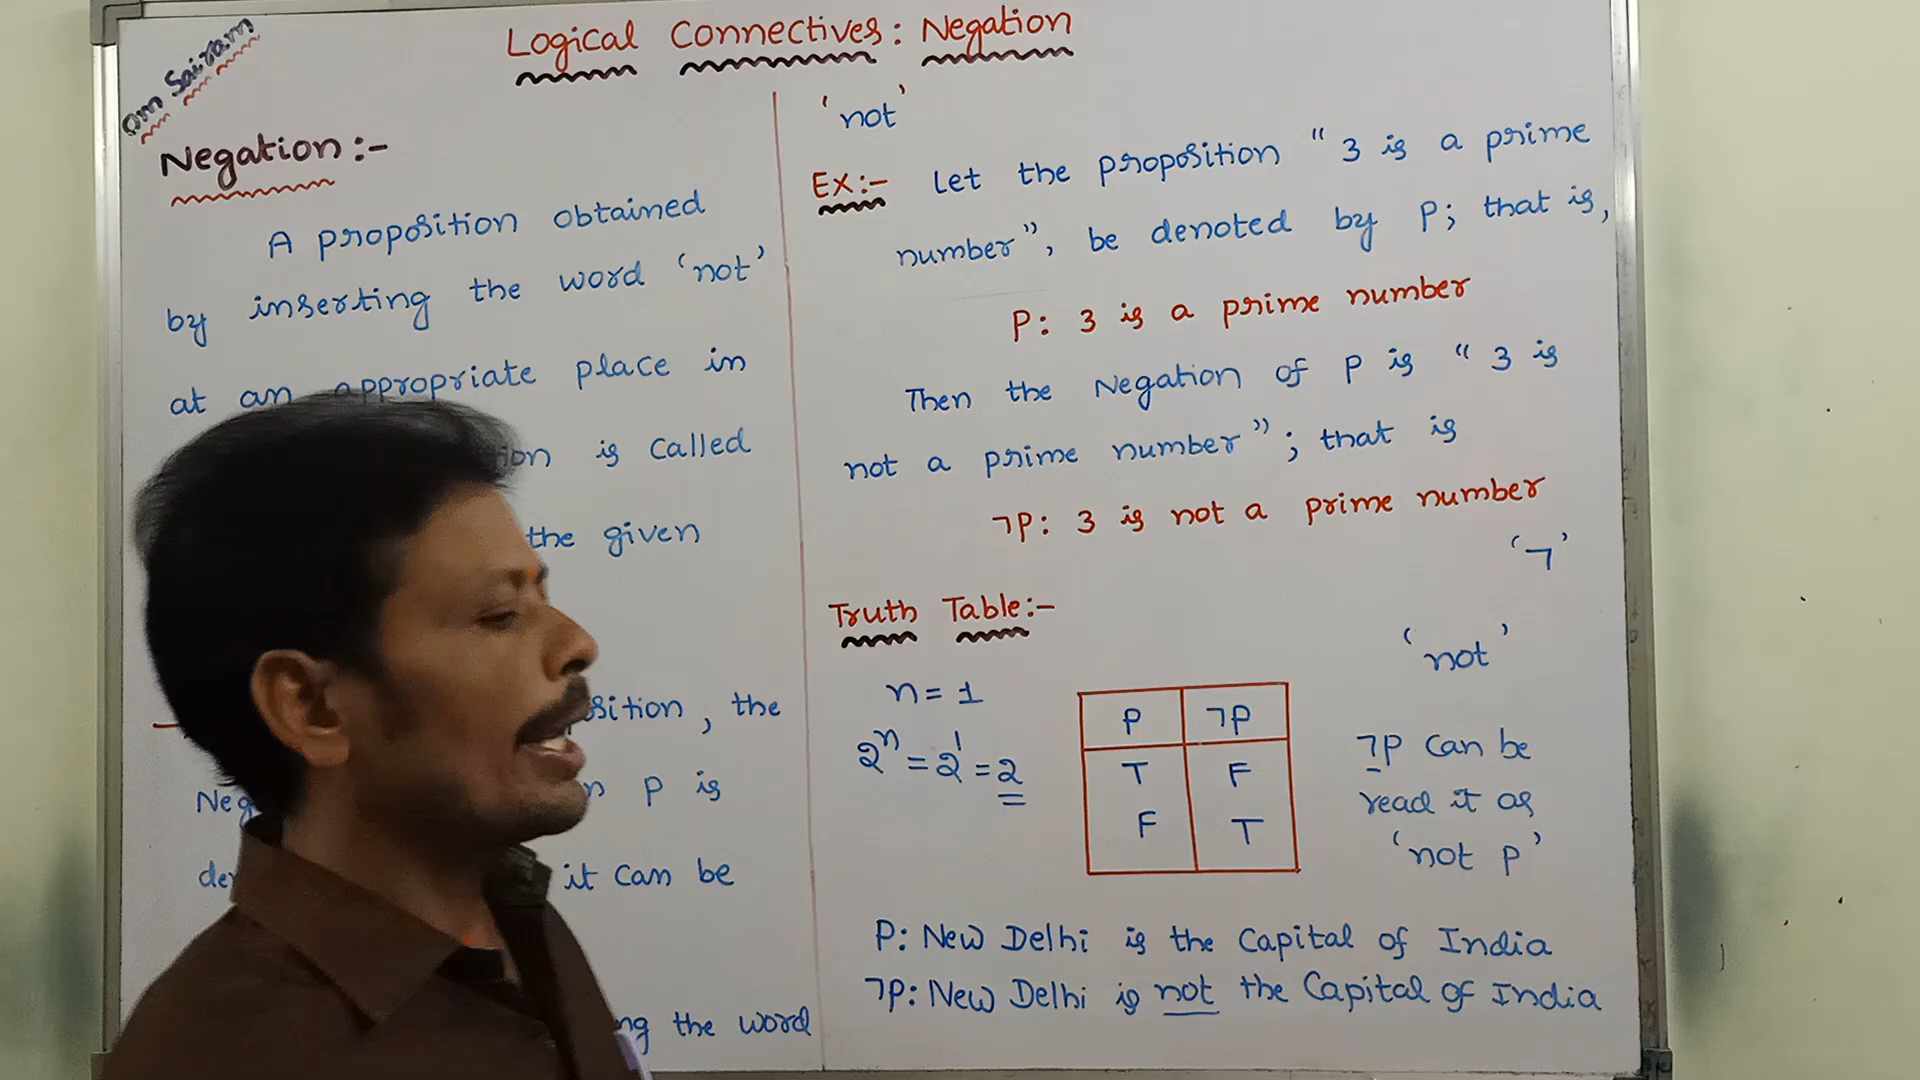 Om Sairam
Logical Connectives: Negation
Negation:-
A proposition obtained
by inserting the word 'not'
at an appropriate place in
is called
the given
, the
P is
it can be
the word
'not'
Ex:- Let the proposition "3 is a prime
number", be denoted by P; that is,
P: 3 is a prime number
Then the Negation of P is "3 is
not a prime number"; that is
¬P: 3 is not a prime number
'¬'
Truth Table:-
'not'
n = 1
2ⁿ = 2¹ = 2
P ¬P
T F
F T
¬P can be
read it as
'not P'
P: New Delhi is the Capital of India
¬P: New Delhi is not the Capital of India